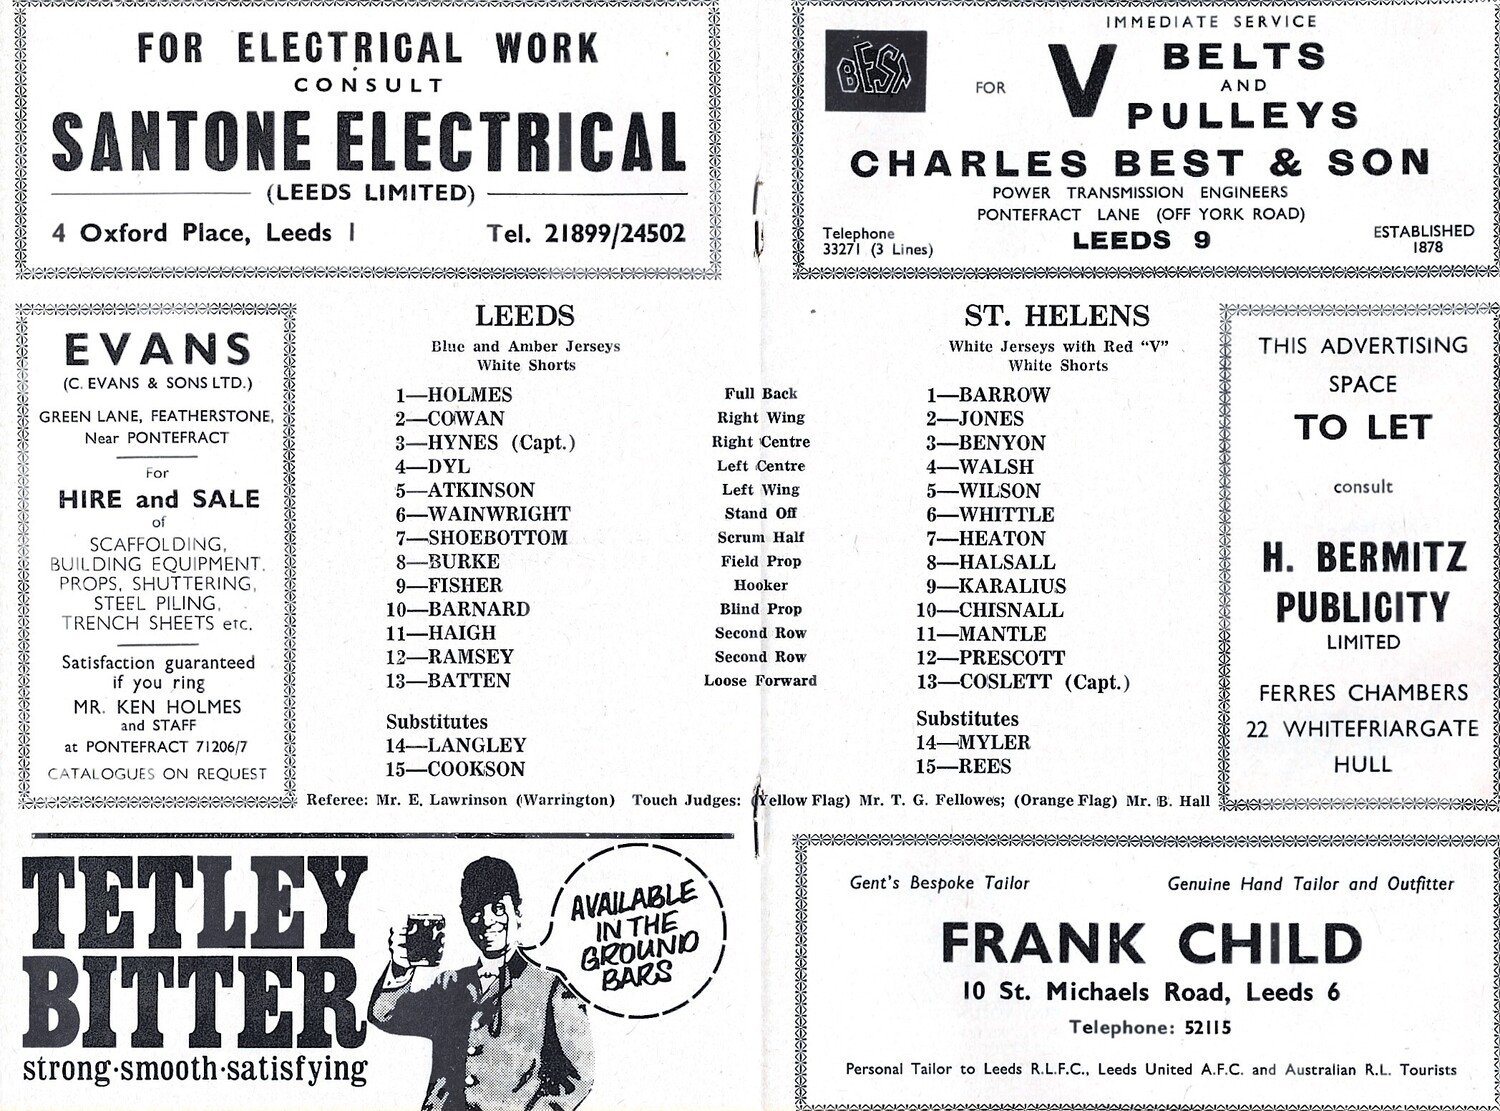 FOR ELECTRICAL WORK
CONSULT
SANTONE ELECTRICAL
(LEEDS LIMITED)
4 Oxford Place, Leeds 1 Tel. 21899/24502
IMMEDIATE SERVICE
BEST
FOR
V BELTS
AND
PULLEYS
CHARLES BEST & SON
POWER TRANSMISSION ENGINEERS
PONTEFRACT LANE (OFF YORK ROAD)
Telephone
33271 (3 Lines)
LEEDS 9
ESTABLISHED
1878
EVANS
(C. EVANS & SONS LTD.)
GREEN LANE, FEATHERSTONE,
Near PONTEFRACT
For
HIRE and SALE
of
SCAFFOLDING,
BUILDING EQUIPMENT.
PROPS, SHUTTERING,
STEEL PILING,
TRENCH SHEETS etc.
Satisfaction guaranteed
if you ring
MR. KEN HOLMES
and STAFF
at PONTEFRACT 71206/7
CATALOGUES ON REQUEST
LEEDS
Blue and Amber Jerseys
White Shorts
ST. HELENS
White Jerseys with Red "V"
White Shorts
1—HOLMES Full Back 1—BARROW
2—COWAN Right Wing 2—JONES
3—HYNES (Capt.) Right Centre 3—BENYON
4—DYL Left Centre 4—WALSH
5—ATKINSON Left Wing 5—WILSON
6—WAINWRIGHT Stand Off 6—WHITTLE
7—SHOEBOTTOM Scrum Half 7—HEATON
8—BURKE Field Prop 8—HALSALL
9—FISHER Hooker 9—KARALIUS
10—BARNARD Blind Prop 10—CHISNALL
11—HAIGH Second Row 11—MANTLE
12—RAMSEY Second Row 12—PRESCOTT
13—BATTEN Loose Forward 13—COSLETT (Capt.)
Substitutes Substitutes
14—LANGLEY 14—MYLER
15—COOKSON 15—REES
Referee: Mr. E. Lawrinson (Warrington) Touch Judges: (Yellow Flag) Mr. T. G. Fellowes; (Orange Flag) Mr. B. Hall
THIS ADVERTISING
SPACE
TO LET
consult
H. BERMITZ
PUBLICITY
LIMITED
FERRES CHAMBERS
22 WHITEFRIARGATE
HULL
TETLEY
BITTER
strong·smooth·satisfying
AVAILABLE
IN THE
GROUND
BARS
Gent's Bespoke Tailor Genuine Hand Tailor and Outfitter
FRANK CHILD
10 St. Michaels Road, Leeds 6
Telephone: 52115
Personal Tailor to Leeds R.L.F.C., Leeds United A.F.C. and Australian R.L. Tourists